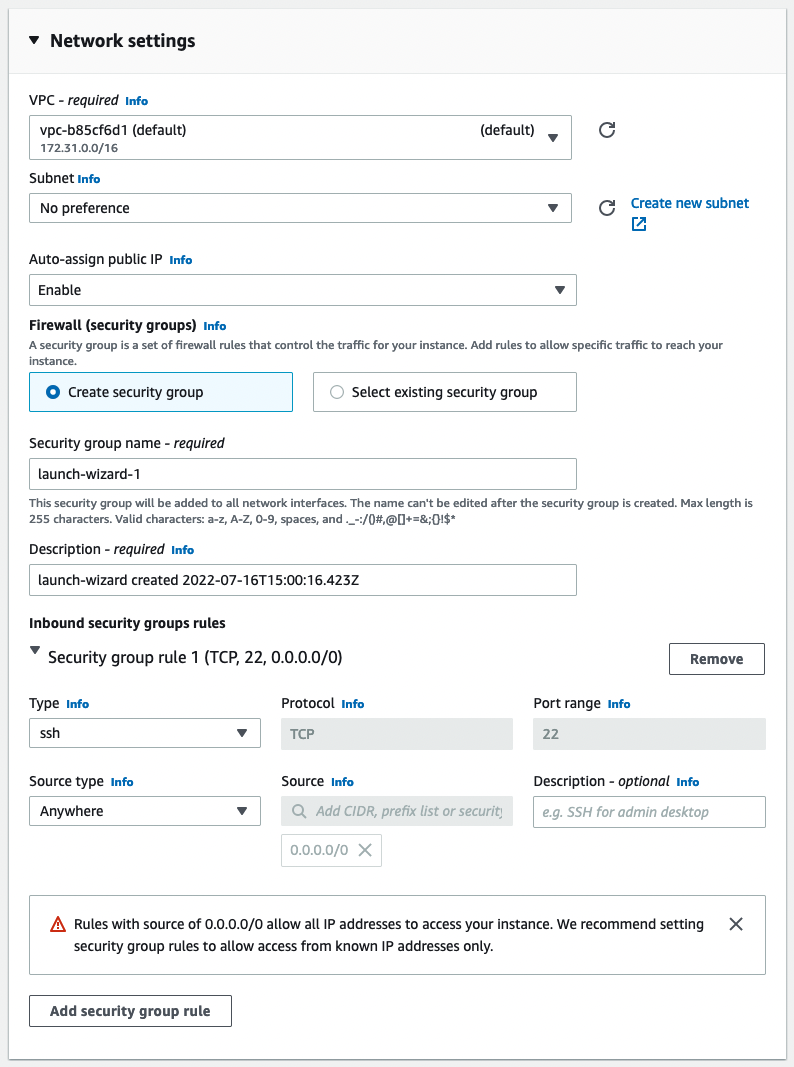 Network settings
VPC - required Info
vpc-b85cf6d1 (default) (default)
172.31.0.0/16
Subnet Info
No preference
Create new subnet
Auto-assign public IP Info
Enable
Firewall (security groups) Info
A security group is a set of firewall rules that control the traffic for your instance. Add rules to allow specific traffic to reach your
instance.
Create security group Select existing security group
Security group name - required
launch-wizard-1
This security group will be added to all network interfaces. The name can't be edited after the security group is created. Max length is
255 characters. Valid characters: a-z, A-Z, 0-9, spaces, and ._-:/()#,@[]+=&;{}!$*
Description - required Info
launch-wizard created 2022-07-16T15:00:16.423Z
Inbound security groups rules
Security group rule 1 (TCP, 22, 0.0.0.0/0) Remove
Type Info Protocol Info Port range Info
ssh TCP 22
Source type Info Source Info Description - optional Info
Anywhere Add CIDR, prefix list or security e.g. SSH for admin desktop
0.0.0.0/0
Rules with source of 0.0.0.0/0 allow all IP addresses to access your instance. We recommend setting
security group rules to allow access from known IP addresses only.
Add security group rule